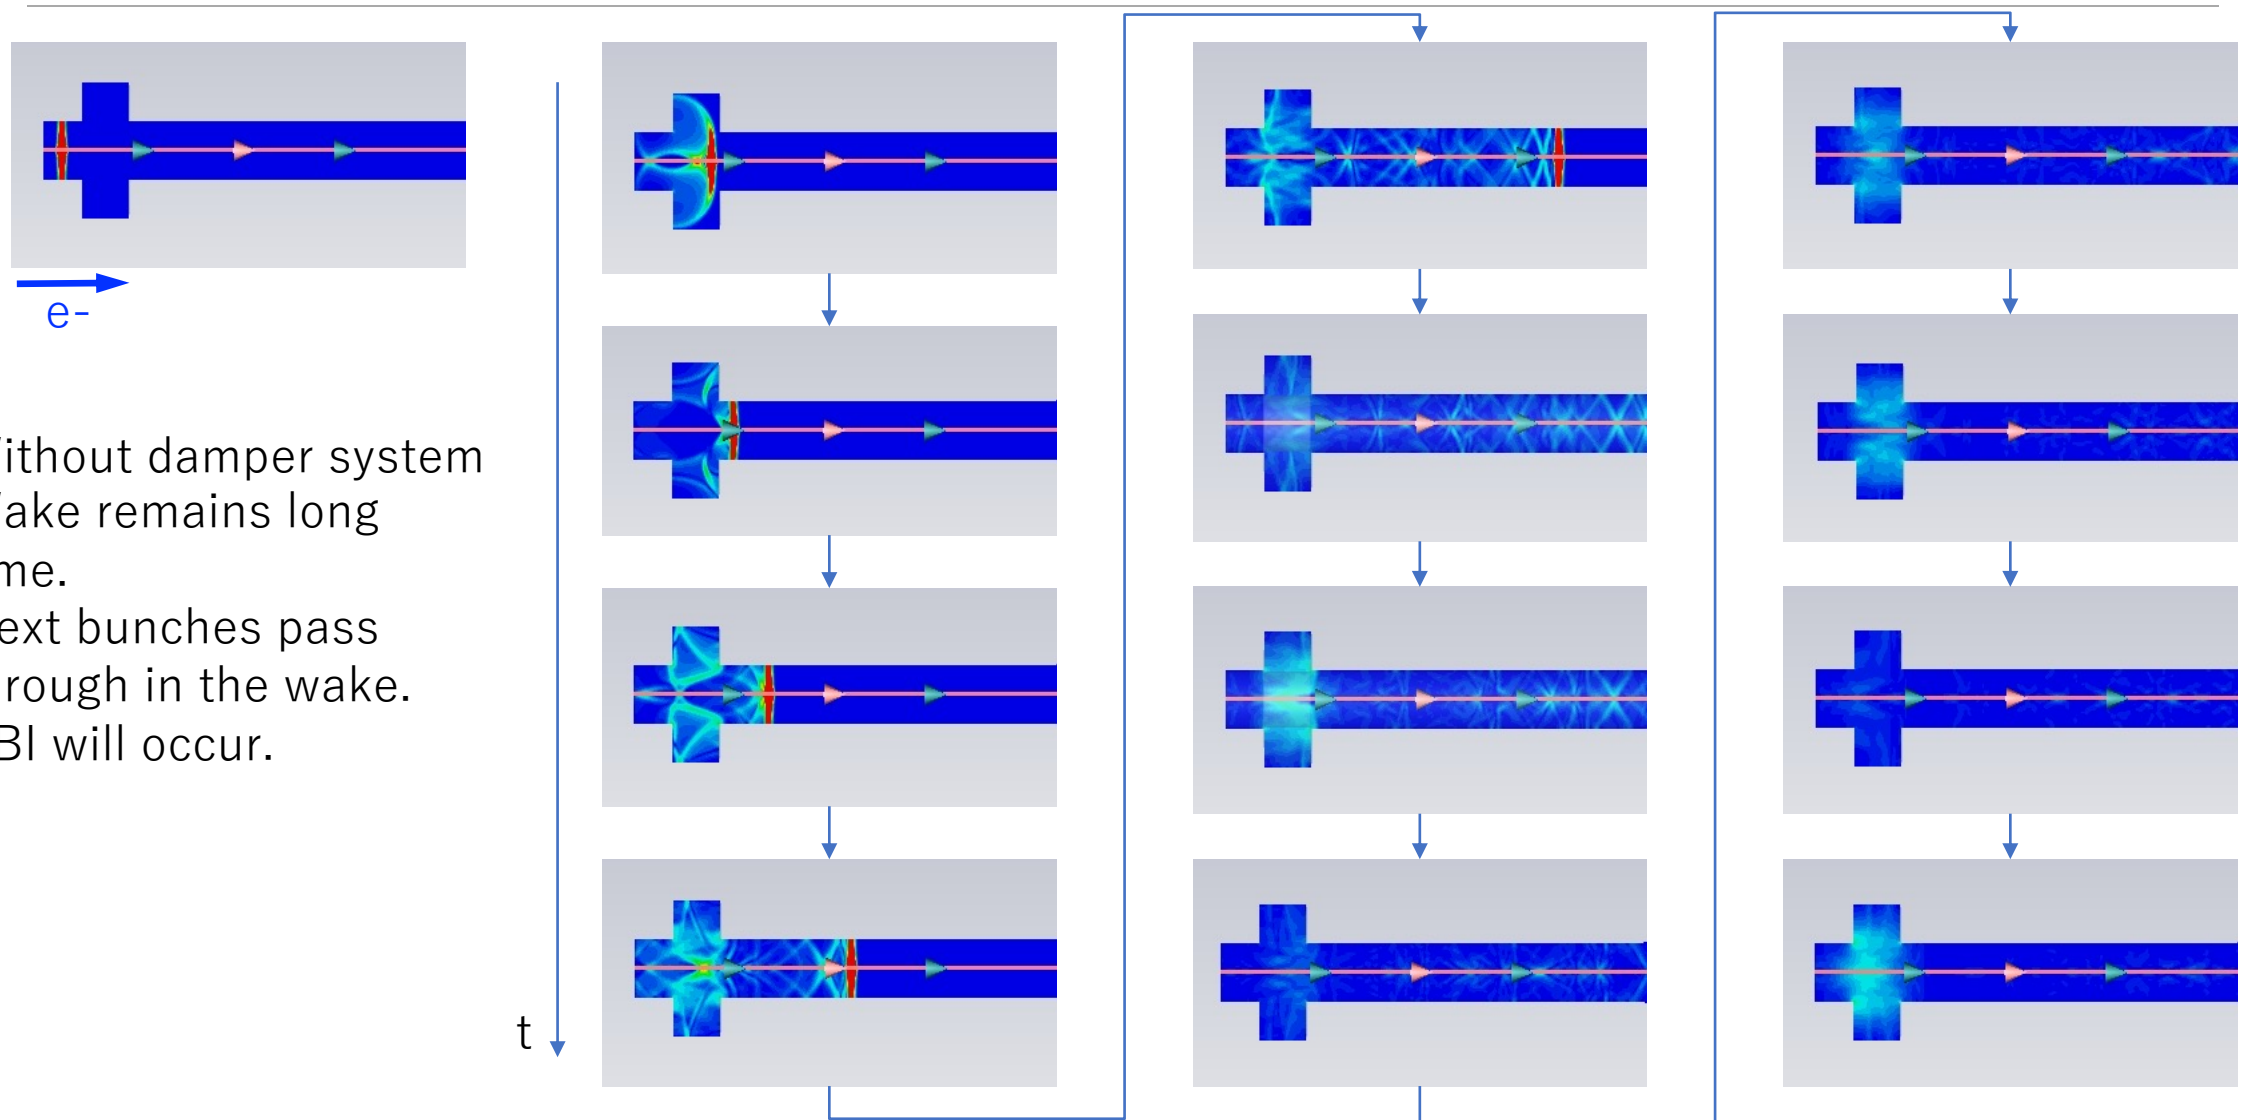 e-
ithout damper system
ake remains long
me.
ext bunches pass
rough in the wake.
BI will occur.
t